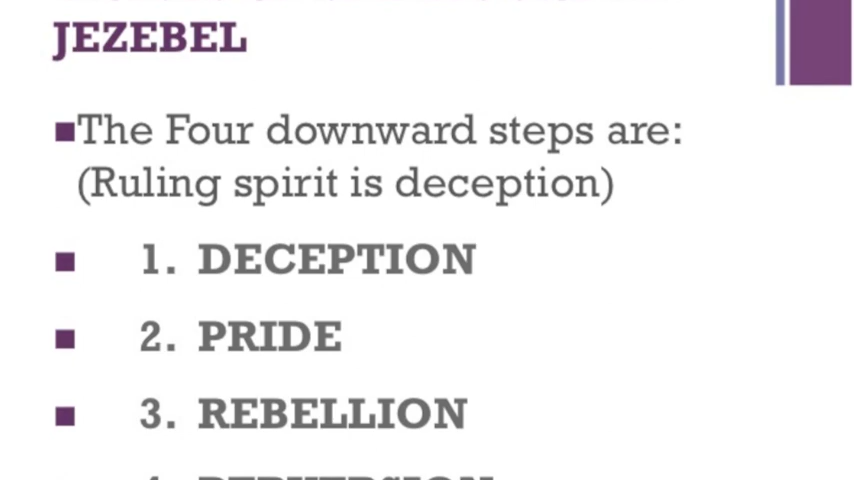 JEZEBEL
The Four downward steps are:
(Ruling spirit is deception)
1. DECEPTION
2. PRIDE
3. REBELLION